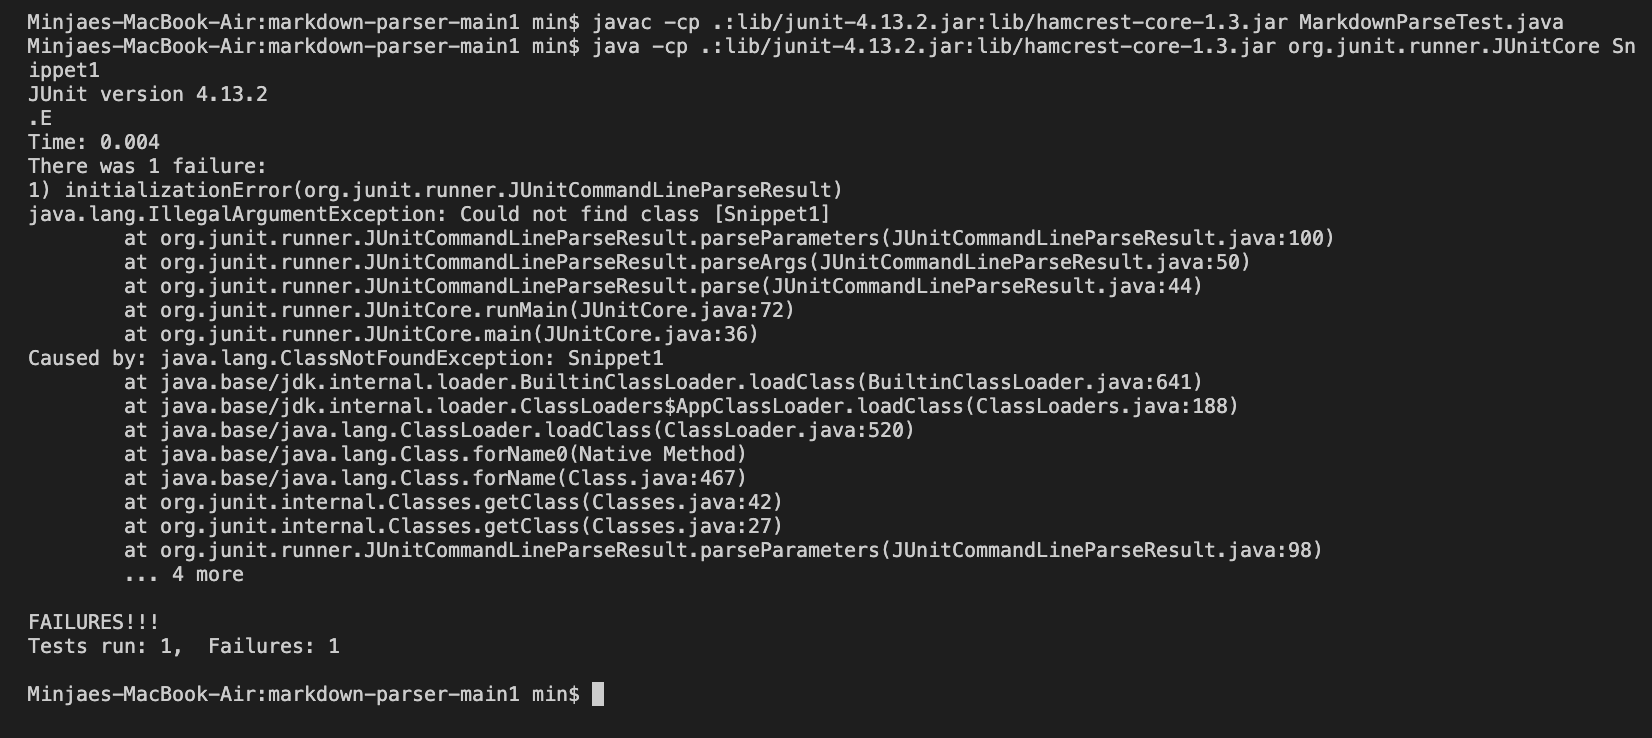 Minjaes-MacBook-Air:markdown-parser-main1 min$ javac -cp .:lib/junit-4.13.2.jar:lib/hamcrest-core-1.3.jar MarkdownParseTest.java
Minjaes-MacBook-Air:markdown-parser-main1 min$ java -cp .:lib/junit-4.13.2.jar:lib/hamcrest-core-1.3.jar org.junit.runner.JUnitCore Sn
ippet1
JUnit version 4.13.2
.E
Time: 0.004
There was 1 failure:
1) initializationError(org.junit.runner.JUnitCommandLineParseResult)
java.lang.IllegalArgumentException: Could not find class [Snippet1]
        at org.junit.runner.JUnitCommandLineParseResult.parseParameters(JUnitCommandLineParseResult.java:100)
        at org.junit.runner.JUnitCommandLineParseResult.parseArgs(JUnitCommandLineParseResult.java:50)
        at org.junit.runner.JUnitCommandLineParseResult.parse(JUnitCommandLineParseResult.java:44)
        at org.junit.runner.JUnitCore.runMain(JUnitCore.java:72)
        at org.junit.runner.JUnitCore.main(JUnitCore.java:36)
Caused by: java.lang.ClassNotFoundException: Snippet1
        at java.base/jdk.internal.loader.BuiltinClassLoader.loadClass(BuiltinClassLoader.java:641)
        at java.base/jdk.internal.loader.ClassLoaders$AppClassLoader.loadClass(ClassLoaders.java:188)
        at java.base/java.lang.ClassLoader.loadClass(ClassLoader.java:520)
        at java.base/java.lang.Class.forName0(Native Method)
        at java.base/java.lang.Class.forName(Class.java:467)
        at org.junit.internal.Classes.getClass(Classes.java:42)
        at org.junit.internal.Classes.getClass(Classes.java:27)
        at org.junit.runner.JUnitCommandLineParseResult.parseParameters(JUnitCommandLineParseResult.java:98)
        ... 4 more

FAILURES!!!
Tests run: 1,  Failures: 1

Minjaes-MacBook-Air:markdown-parser-main1 min$